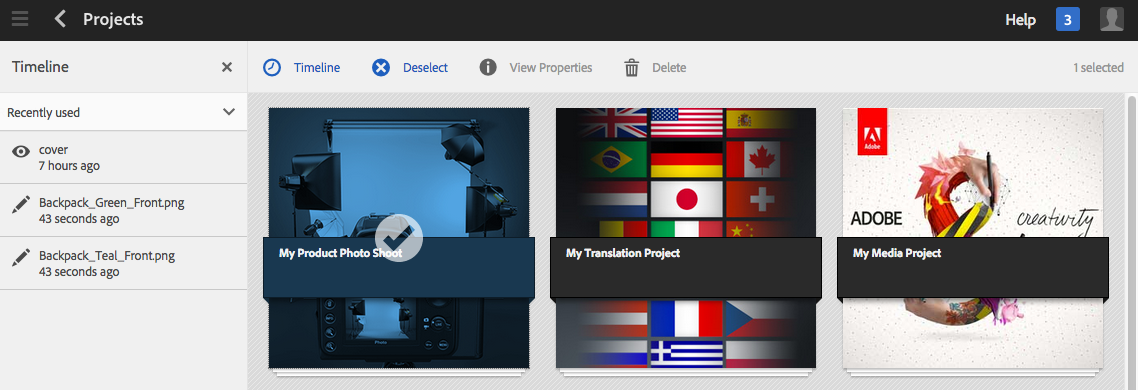 Projects
Help
3
Timeline
Timeline
Deselect
View Properties
Delete
1 selected
Recently used
cover
7 hours ago
Backpack_Green_Front.png
43 seconds ago
Backpack_Teal_Front.png
43 seconds ago
My Product Photo Shoot
Photo
My Translation Project
Adobe
ADOBE
creativity
My Media Project